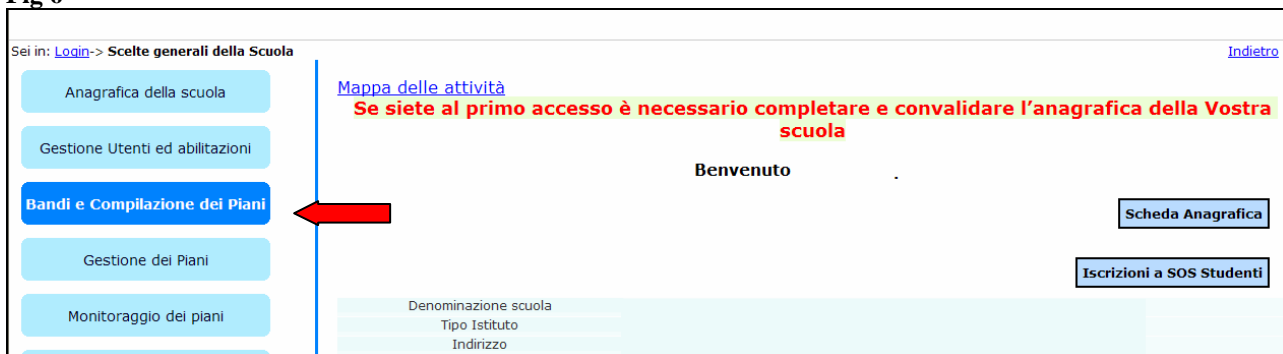 Fig 6
Sei in: Login-> Scelte generali della Scuola
Indietro
Anagrafica della scuola
Gestione Utenti ed abilitazioni
Bandi e Compilazione dei Piani
Gestione dei Piani
Monitoraggio dei piani
Mappa delle attività
Se siete al primo accesso è necessario completare e convalidare l'anagrafica della Vostra
scuola
Benvenuto .
Scheda Anagrafica
Iscrizioni a SOS Studenti
Denominazione scuola
Tipo Istituto
Indirizzo